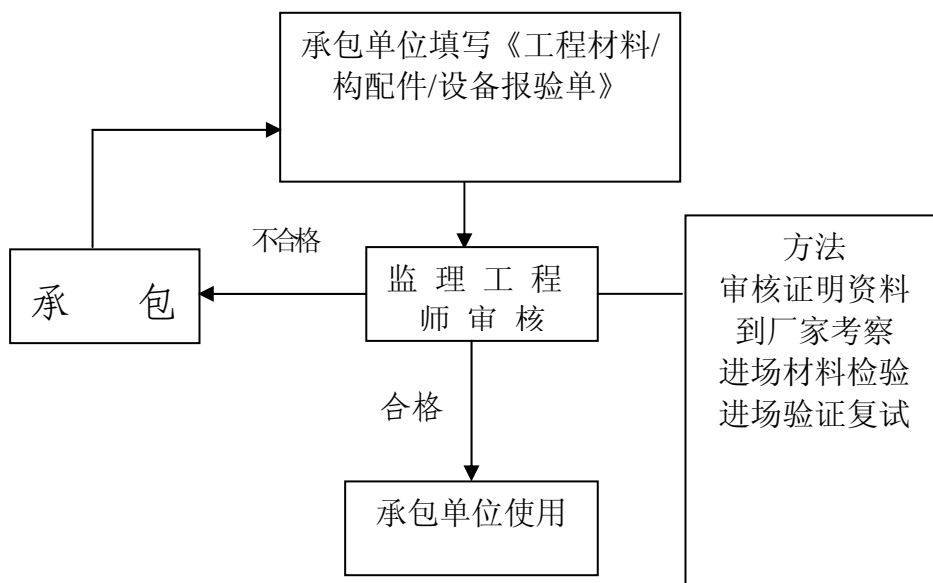 承包单位填写《工程材料/
构配件/设备报验单》
不合格
承 包
监 理 工 程
师 审 核
方法
审核证明资料
到厂家考察
进场材料检验
进场验证复试
合格
承包单位使用